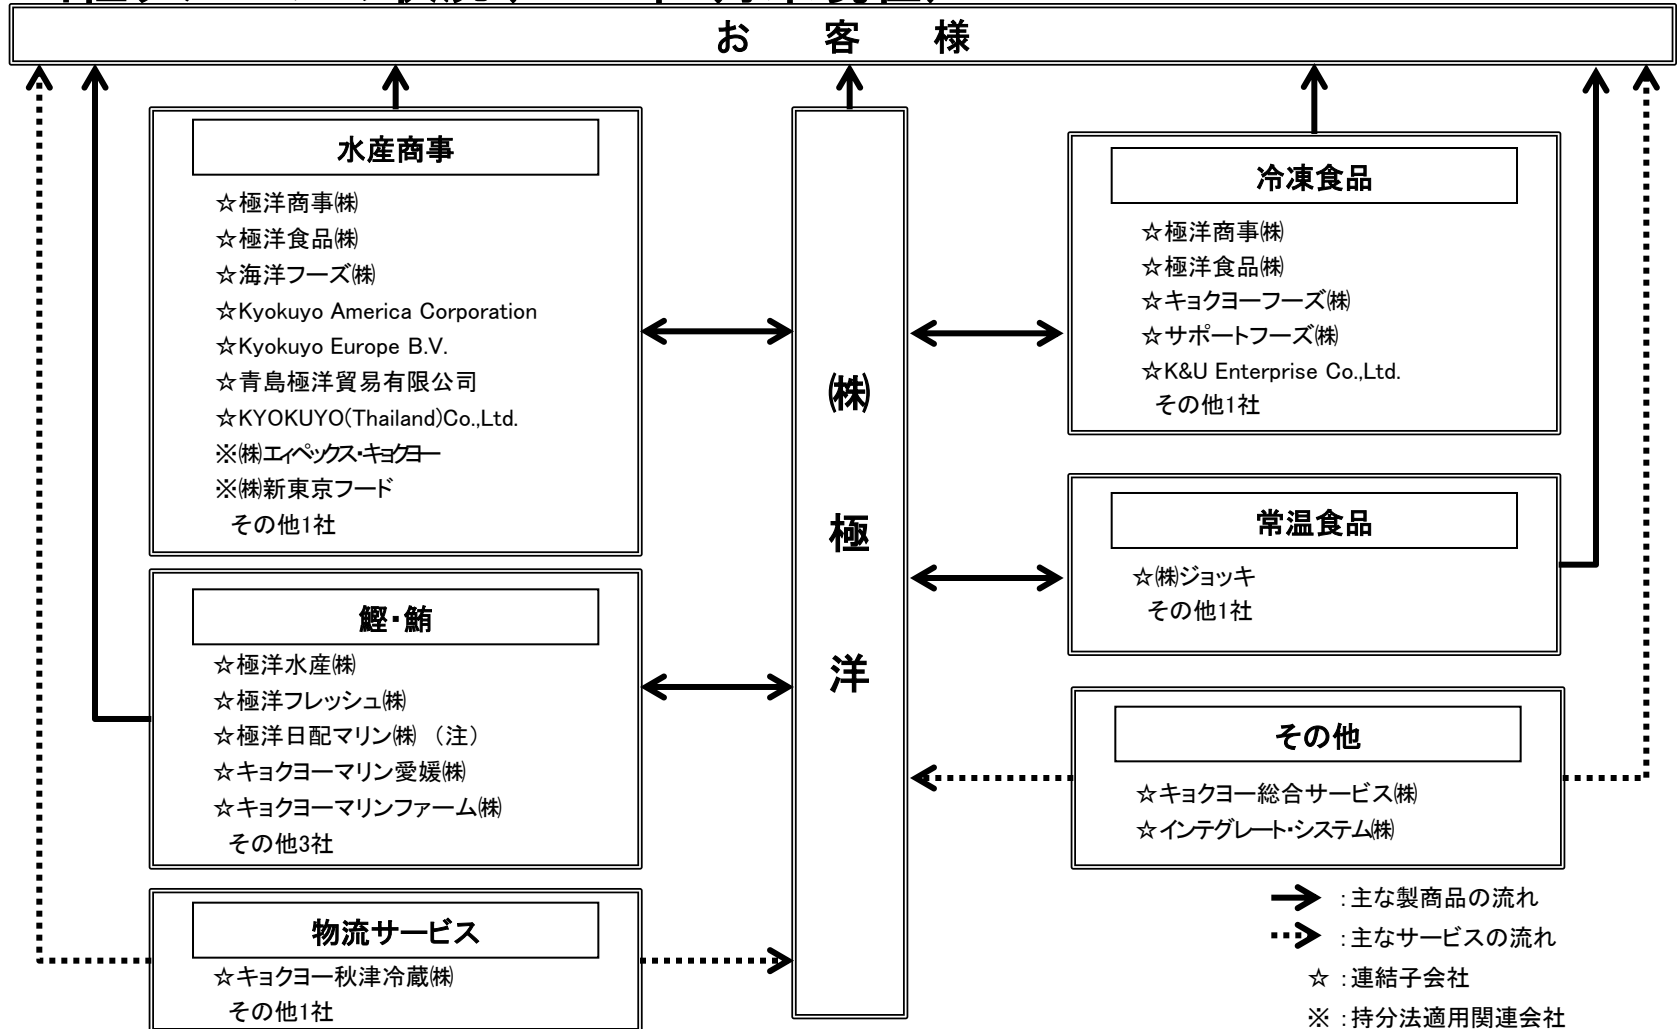 お 客 様
水産商事
☆極洋商事㈱
☆極洋食品㈱
☆海洋フーズ㈱
☆Kyokuyo America Corporation
☆Kyokuyo Europe B.V.
☆青島極洋貿易有限公司
☆KYOKUYO(Thailand)Co.,Ltd.
※㈱エィペックス・キョクヨー
※㈱新東京フード
その他1社
鰹・鮪
☆極洋水産㈱
☆極洋フレッシュ㈱
☆極洋日配マリン㈱ （注）
☆キョクヨーマリン愛媛㈱
☆キョクヨーマリンファーム㈱
その他3社
物流サービス
☆キョクヨー秋津冷蔵㈱
その他1社
㈱
極
洋
冷凍食品
☆極洋商事㈱
☆極洋食品㈱
☆キョクヨーフーズ㈱
☆サポートフーズ㈱
☆K&U Enterprise Co.,Ltd.
その他1社
常温食品
☆㈱ジョッキ
その他1社
その他
☆キョクヨー総合サービス㈱
☆インテグレート・システム㈱
：主な製商品の流れ
：主なサービスの流れ
☆ ：連結子会社
※ ：持分法適用関連会社